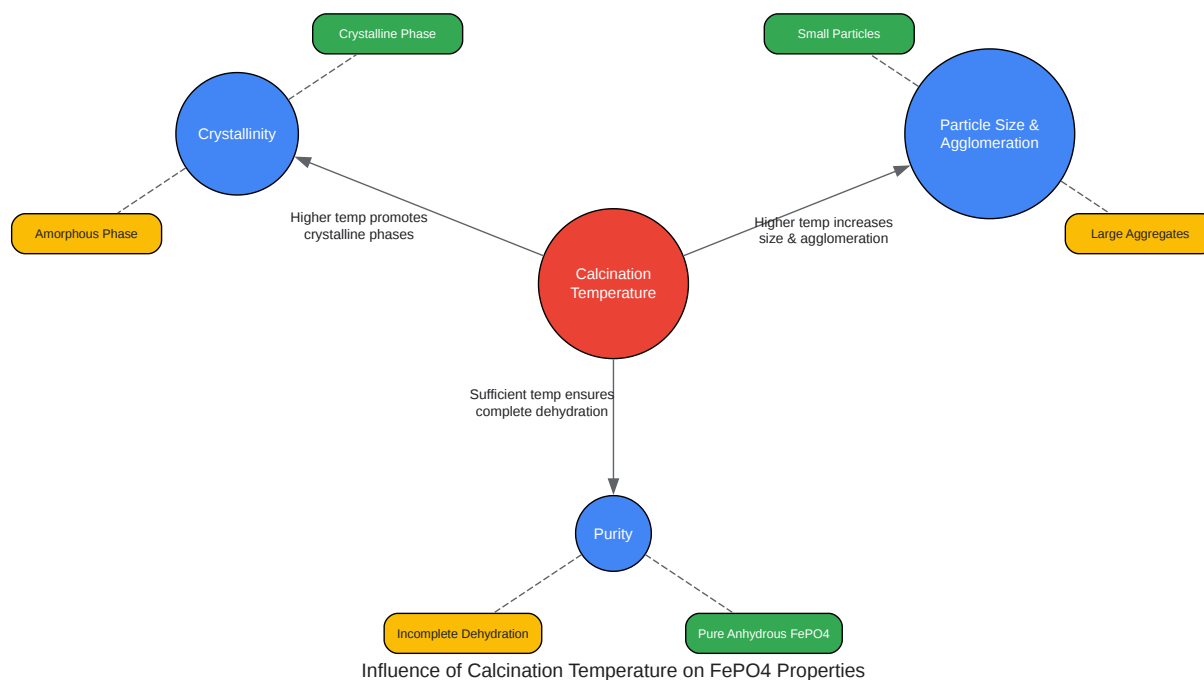 Crystalline Phase
Small Particles
Crystallinity
Particle Size &
Agglomeration
Amorphous Phase
Higher temp promotes
crystalline phases
Higher temp increases
size & agglomeration
Large Aggregates
Calcination
Temperature
Sufficient temp ensures
complete dehydration
Purity
Incomplete Dehydration
Pure Anhydrous FePO4
Influence of Calcination Temperature on FePO4 Properties